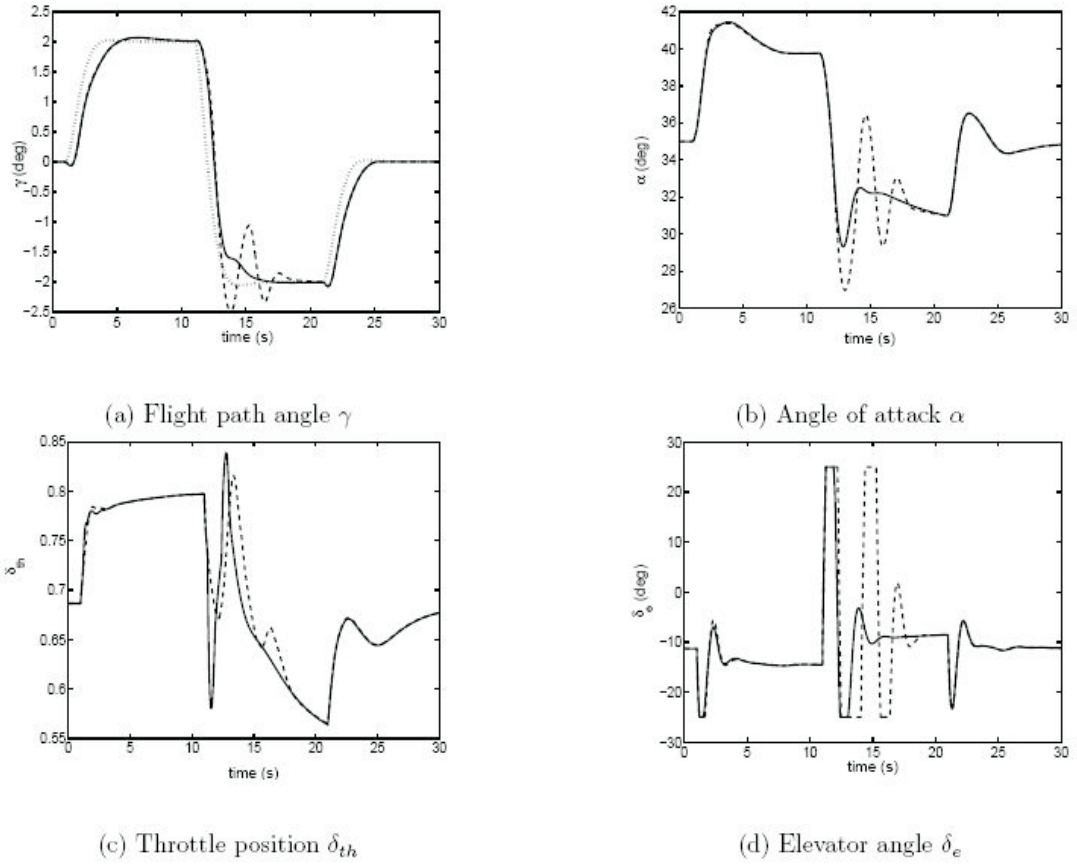 2.5
2
1.5
1
0.5
0
−0.5
−1
−1.5
−2
−2.5
γ (deg)
0 5 10 15 20 25 30
time (s)
(a) Flight path angle γ
42
40
38
36
34
32
30
28
26
α (deg)
0 5 10 15 20 25 30
time (s)
(b) Angle of attack α
0.85
0.8
0.75
0.7
0.65
0.6
0.55
δth
0 5 10 15 20 25 30
time (s)
(c) Throttle position δth
30
20
10
0
−10
−20
−30
δe (deg)
0 5 10 15 20 25 30
time (s)
(d) Elevator angle δe